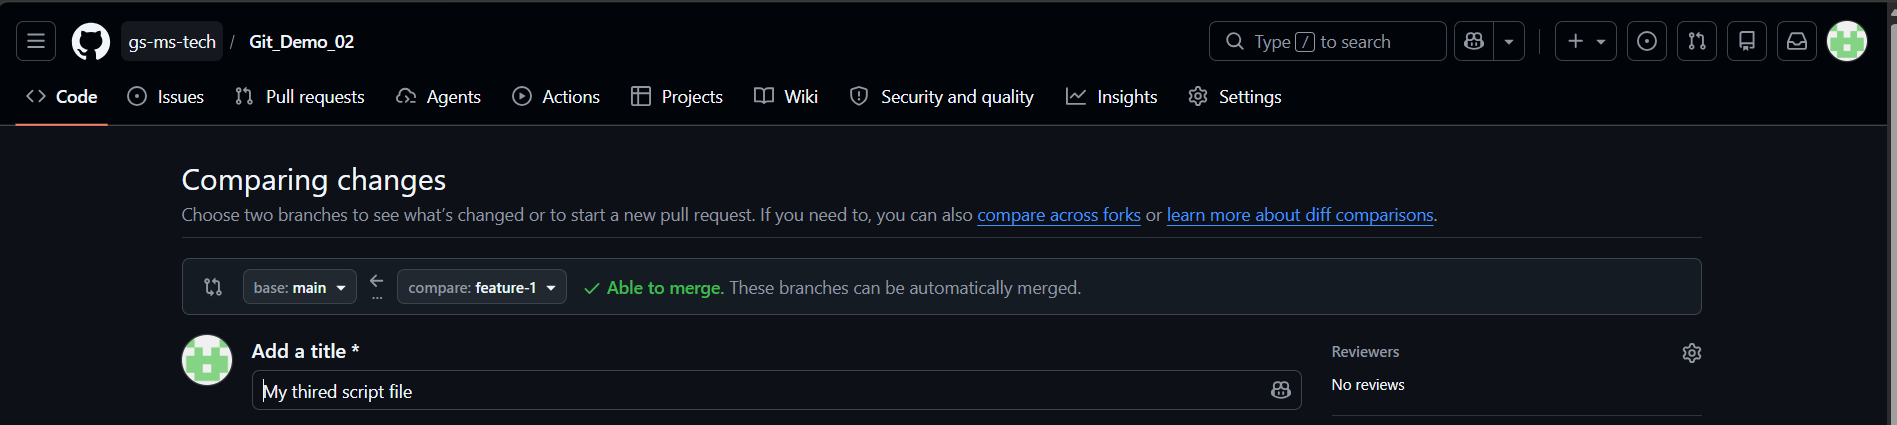 gs-ms-tech / Git_Demo_02 Type / to search
Code Issues Pull requests Agents Actions Projects Wiki Security and quality Insights Settings
Comparing changes
Choose two branches to see what's changed or to start a new pull request. If you need to, you can also compare across forks or learn more about diff comparisons.
base: main ← ... compare: feature-1 ✓ Able to merge. These branches can be automatically merged.
Add a title *
Reviewers
My thired script file
No reviews